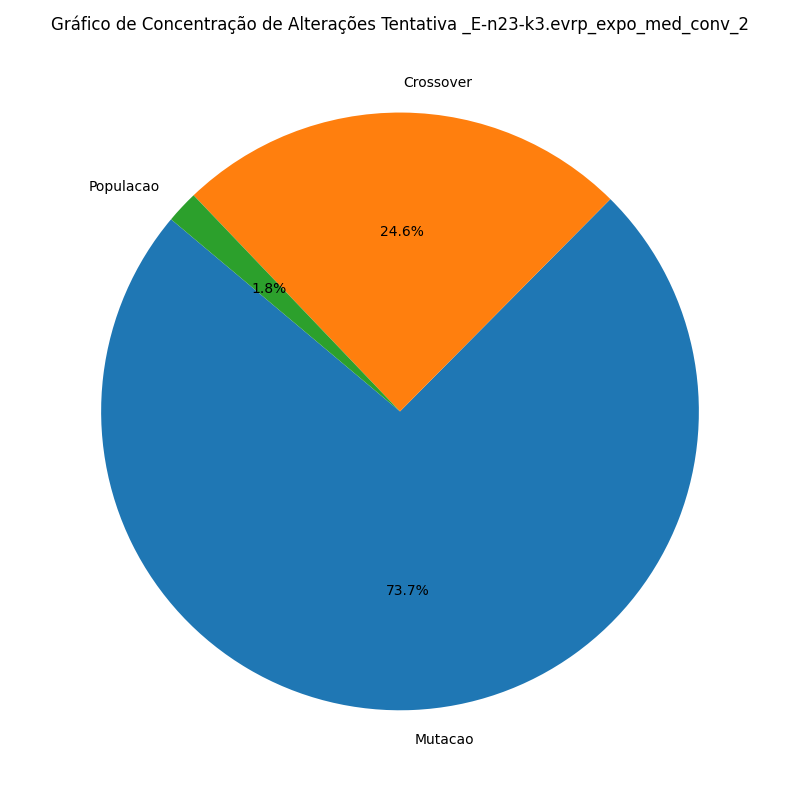 Gráfico de Concentração de Alterações Tentativa _E-n23-k3.evrp_expo_med_conv_2
Crossover
Populacao
24.6%
1.8%
73.7%
Mutacao